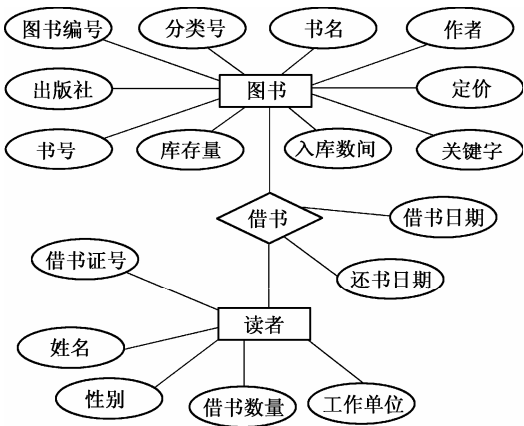 图书编号
分类号
书名
作者
出版社
图书
定价
书号
库存量
入库数间
关键字
借书
借书日期
借书证号
还书日期
读者
姓名
性别
借书数量
工作单位